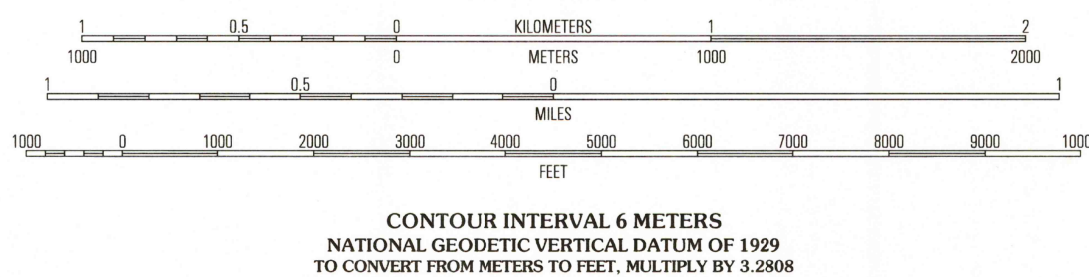 1 0.5 0 KILOMETERS 1 2
1000 0 METERS 1000 2000
1 0.5 0 1
MILES
1000 0 1000 2000 3000 4000 5000 6000 7000 8000 9000 1000
FEET
CONTOUR INTERVAL 6 METERS
NATIONAL GEODETIC VERTICAL DATUM OF 1929
TO CONVERT FROM METERS TO FEET, MULTIPLY BY 3.2808